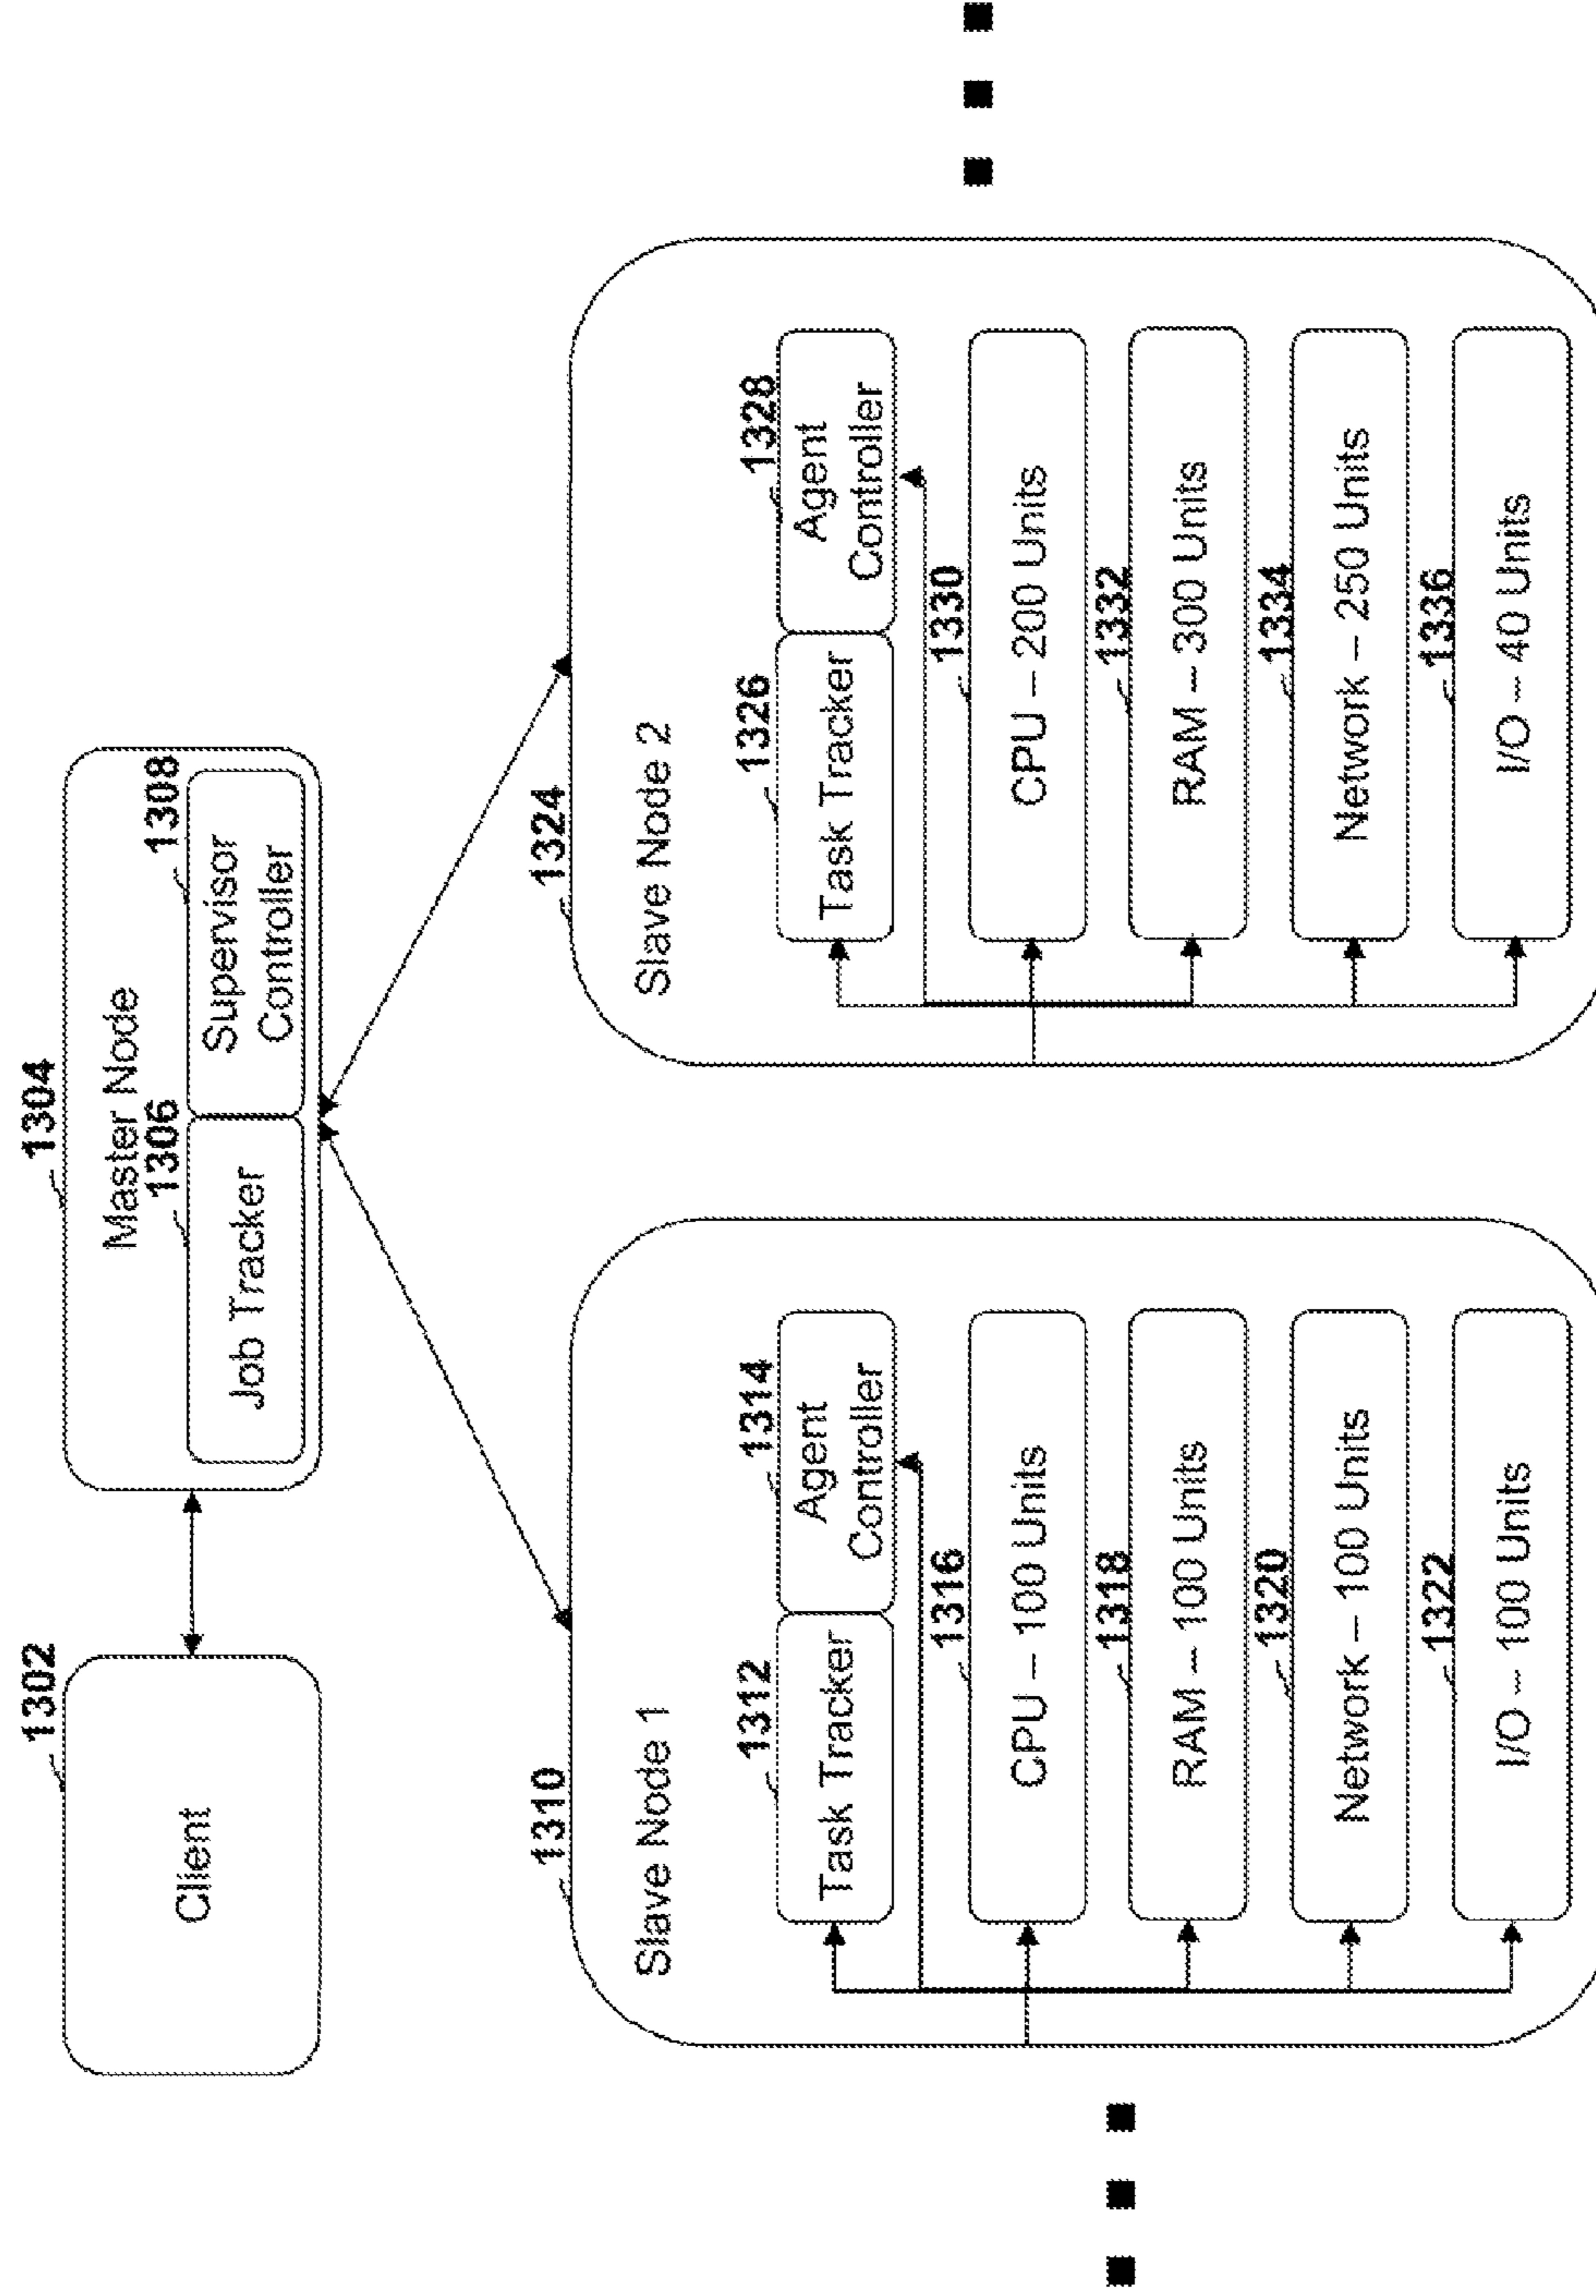 1302
Client
1304
Master Node
1306
Job Tracker
1308
Supervisor
Controller
1310
Slave Node 1
1312
Task Tracker
1314
Agent
Controller
1316
CPU – 100 Units
1318
RAM – 100 Units
1320
Network – 100 Units
1322
I/O – 100 Units
1324
Slave Node 2
1326
Task Tracker
1328
Agent
Controller
1330
CPU – 200 Units
1332
RAM – 300 Units
1334
Network – 250 Units
1336
I/O – 40 Units